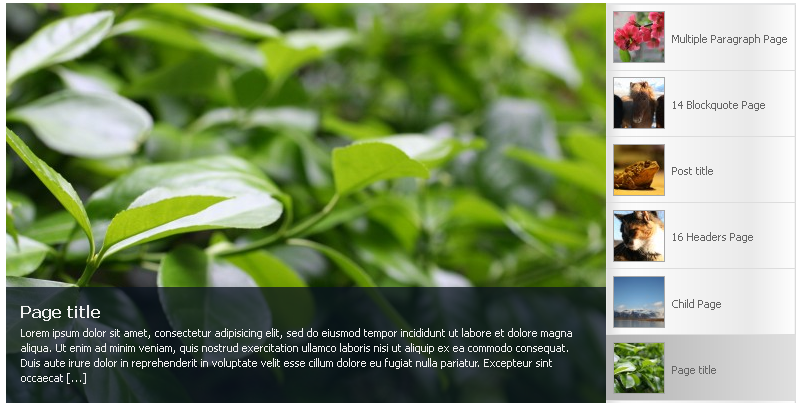 Multiple Paragraph Page
14 Blockquote Page
Post title
16 Headers Page
Child Page
Page title
Page title
Lorem ipsum dolor sit amet, consectetur adipisicing elit, sed do eiusmod tempor incididunt ut labore et dolore magna
aliqua. Ut enim ad minim veniam, quis nostrud exercitation ullamco laboris nisi ut aliquip ex ea commodo consequat.
Duis aute irure dolor in reprehenderit in voluptate velit esse cillum dolore eu fugiat nulla pariatur. Excepteur sint
occaecat [...]